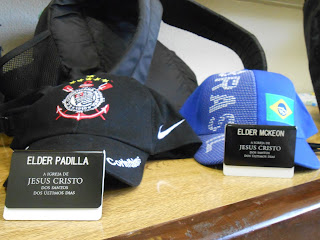 ELDER PADILLA
A IGREJA DE
JESUS CRISTO
DOS SANTOS
DOS ÚLTIMOS DIAS
BRASIL
ELDER MCKEON
A IGREJA DE
JESUS CRISTO
DOS SANTOS
DOS ÚLTIMOS DIAS